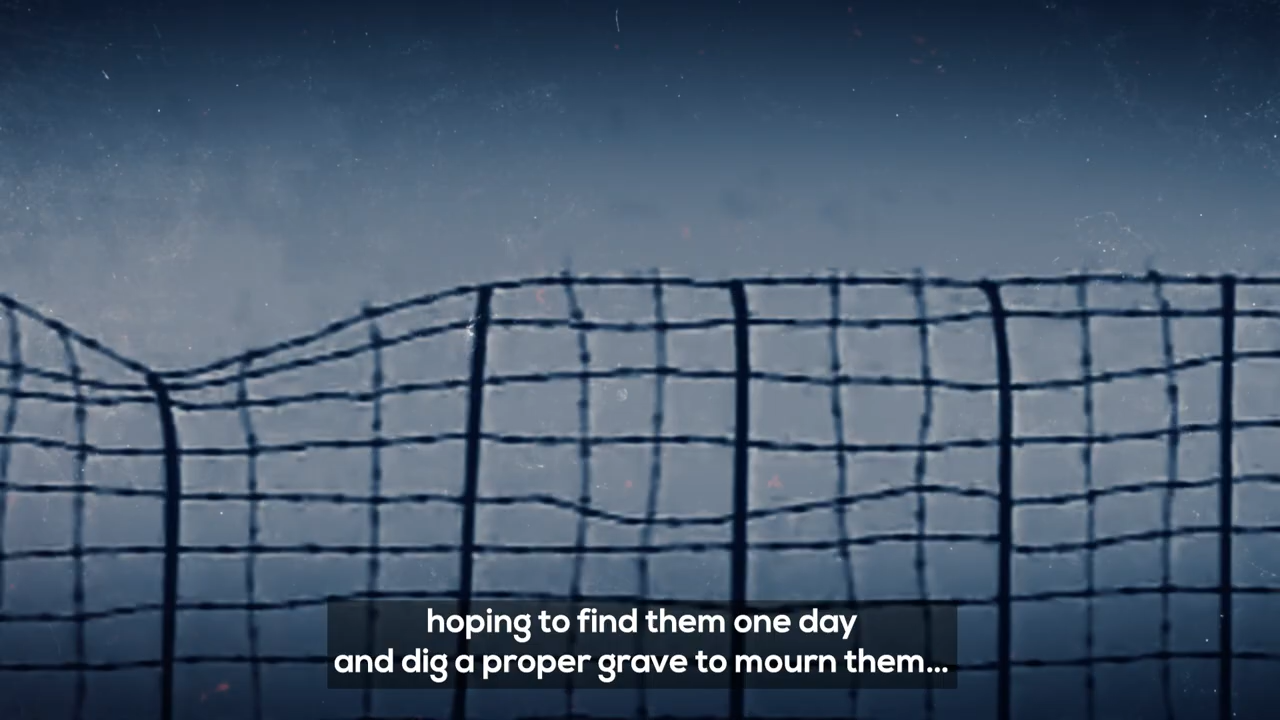 hoping to find them one day
and dig a proper grave to mourn them...